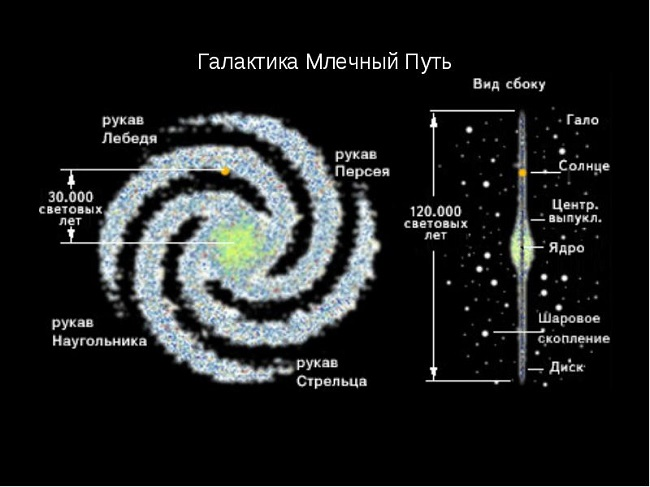 Галактика Млечный Путь
Вид сбоку
рукав
Лебедя
рукав
Персея
30.000
световых
лет
рукав
Наугольника
рукав
Стрельца
120.000
световых
лет
Гало
Солнце
Центр.
выпукл.
Ядро
Шаровое
скопление
Диск